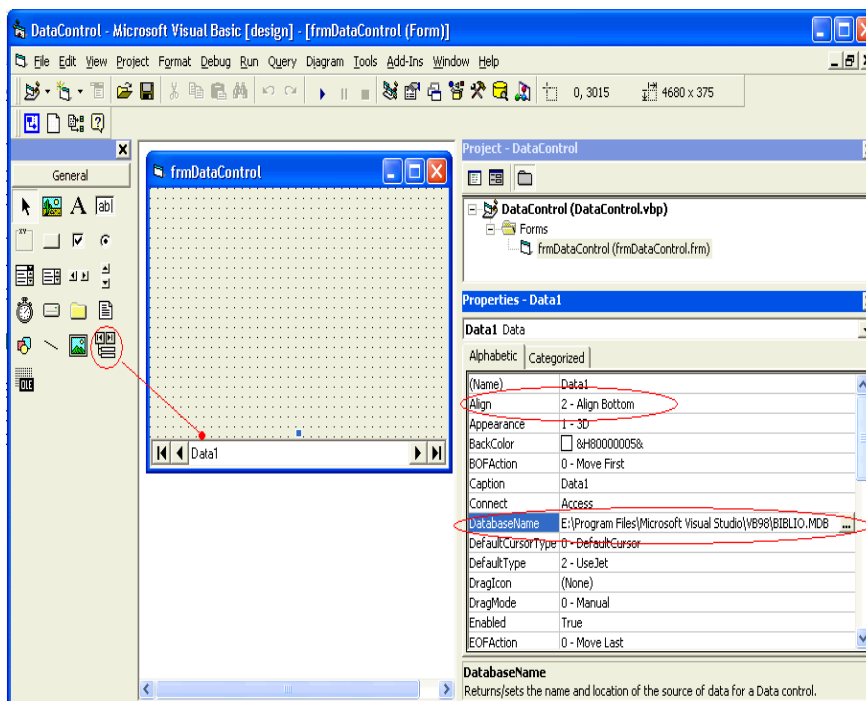 DataControl - Microsoft Visual Basic [design] - [frmDataControl (Form)]
File Edit View Project Format Debug Run Query Diagram Tools Add-Ins Window Help
0, 3015 4680 x 375
General
A ab|
XY
OLE
frmDataControl
Data1
Project - DataControl
DataControl (DataControl.vbp)
Forms
frmDataControl (frmDataControl.frm)
Properties - Data1
Data1 Data
Alphabetic Categorized
(Name) Data1
Align 2 - Align Bottom
Appearance 1 - 3D
BackColor &H80000005&
BOFAction 0 - Move First
Caption Data1
Connect Access
DatabaseName E:\Program Files\Microsoft Visual Studio\VB98\BIBLIO.MDB ...
DefaultCursorType 0 - DefaultCursor
DefaultType 2 - UseJet
DragIcon (None)
DragMode 0 - Manual
Enabled True
EOFAction 0 - Move Last
DatabaseName
Returns/sets the name and location of the source of data for a Data control.